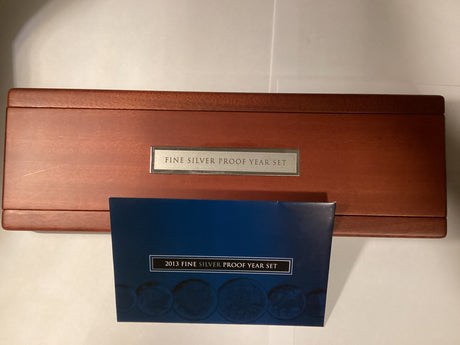 FINE SILVER PROOF YEAR SET
2013 FINE SILVER PROOF YEAR SET